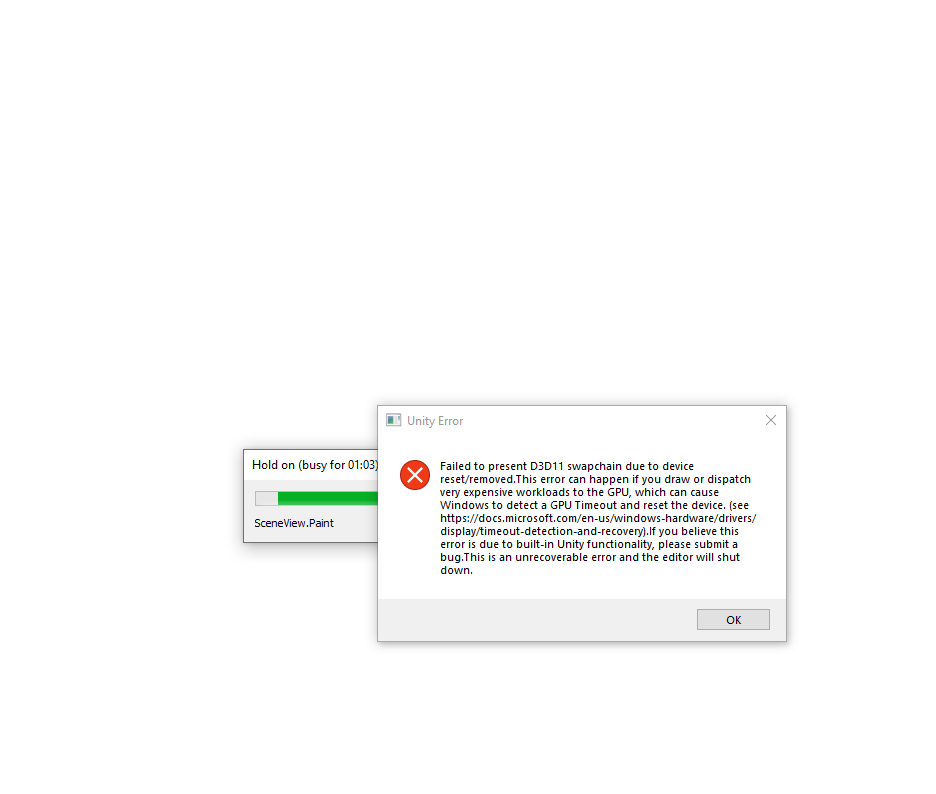 Unity Error
Hold on (busy for 01:03)
SceneView.Paint
Failed to present D3D11 swapchain due to device
reset/removed.This error can happen if you draw or dispatch
very expensive workloads to the GPU, which can cause
Windows to detect a GPU Timeout and reset the device. (see
https://docs.microsoft.com/en-us/windows-hardware/drivers/
display/timeout-detection-and-recovery).If you believe this
error is due to built-in Unity functionality, please submit a
bug.This is an unrecoverable error and the editor will shut
down.
OK